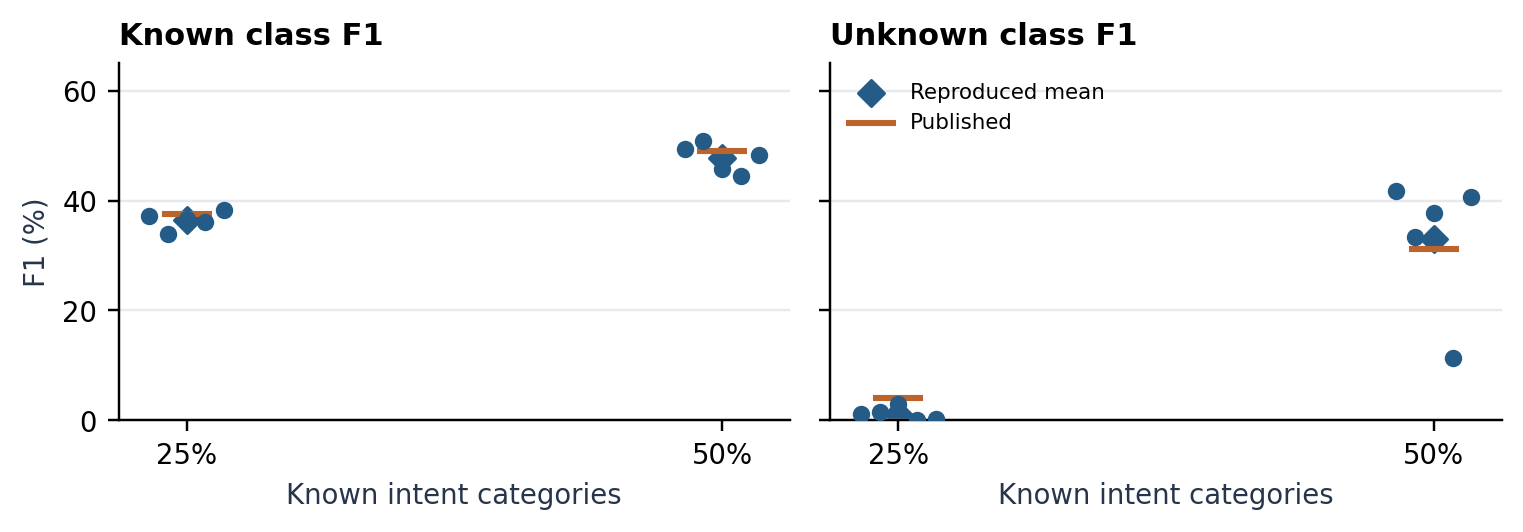 Known class F1
Unknown class F1
60
40
20
0
F1 (%)
25%
50%
Known intent categories
Reproduced mean
Published
25%
50%
Known intent categories